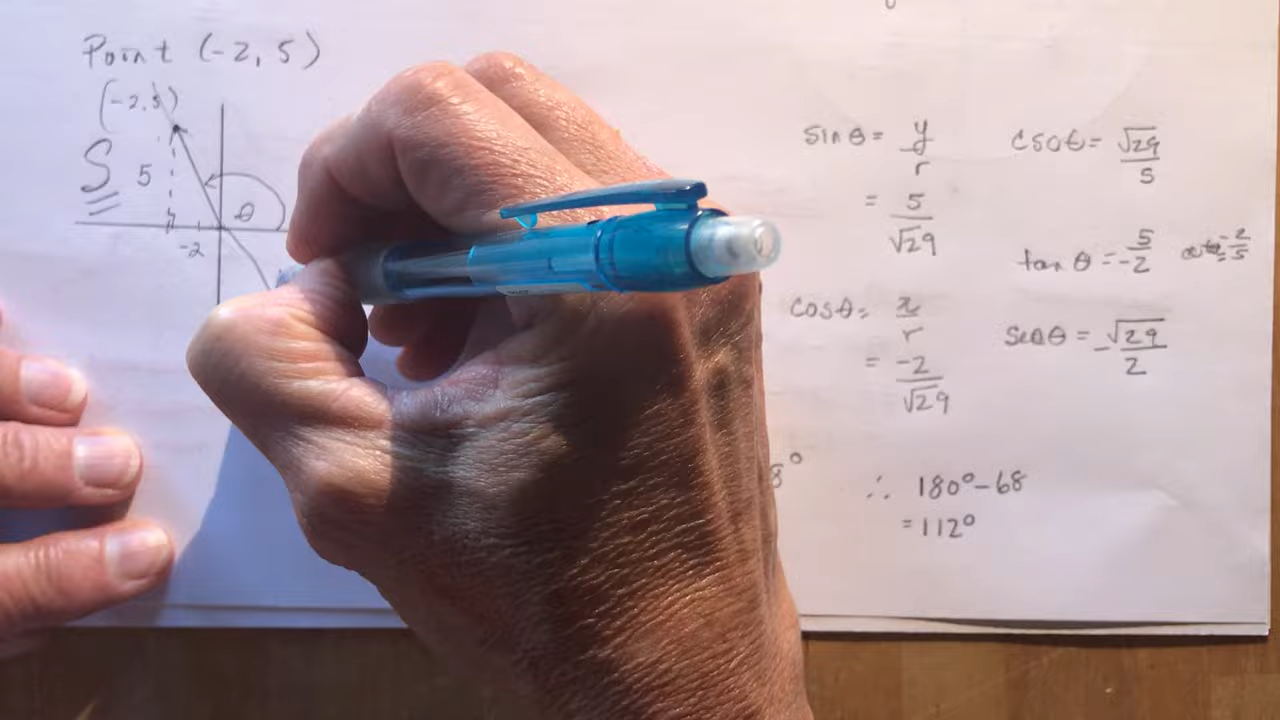 Point (-2, 5)
(-2,5)
S
5
θ
-2
sin θ = y/r
= 5/√29
cos θ = x/r
= -2/√29
csc θ = √29/5
tan θ = 5/-2
sec θ = -√29/2
8°
∴ 180° - 68
= 112°